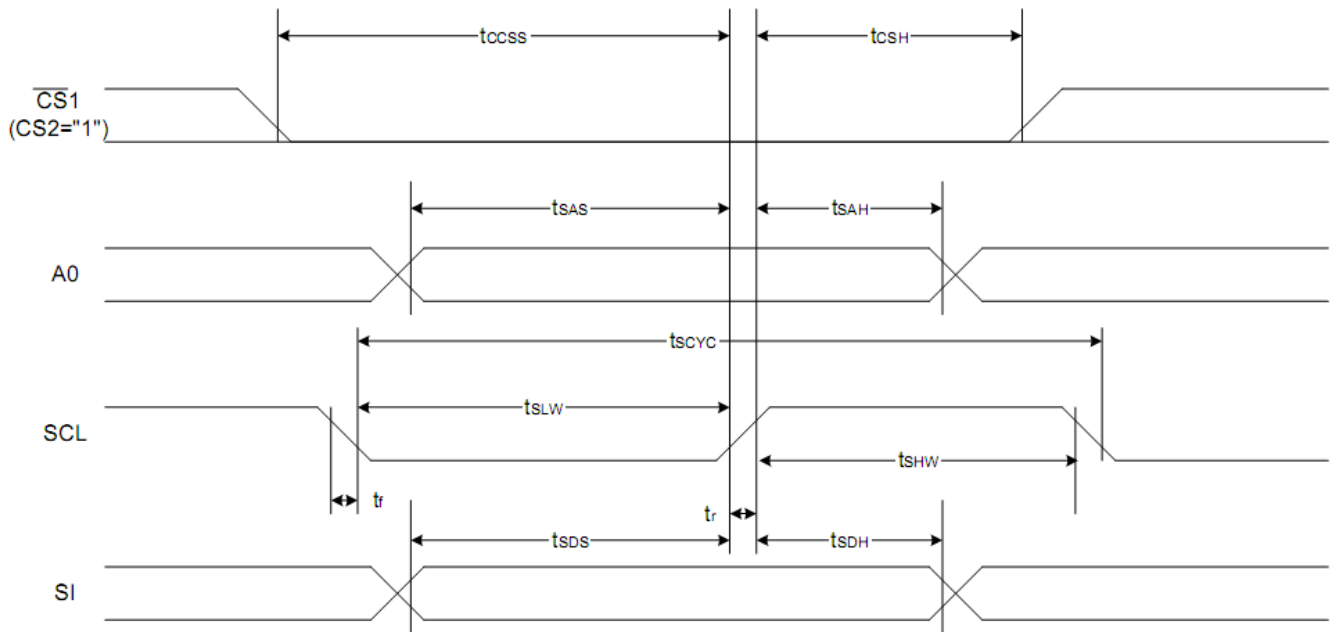 tCCSS
tCSH
CS1
(CS2="1")
tSAS
tSAH
A0
tSCYC
tSLW
SCL
tSHW
tf
tr
tSDS
tSDH
SI